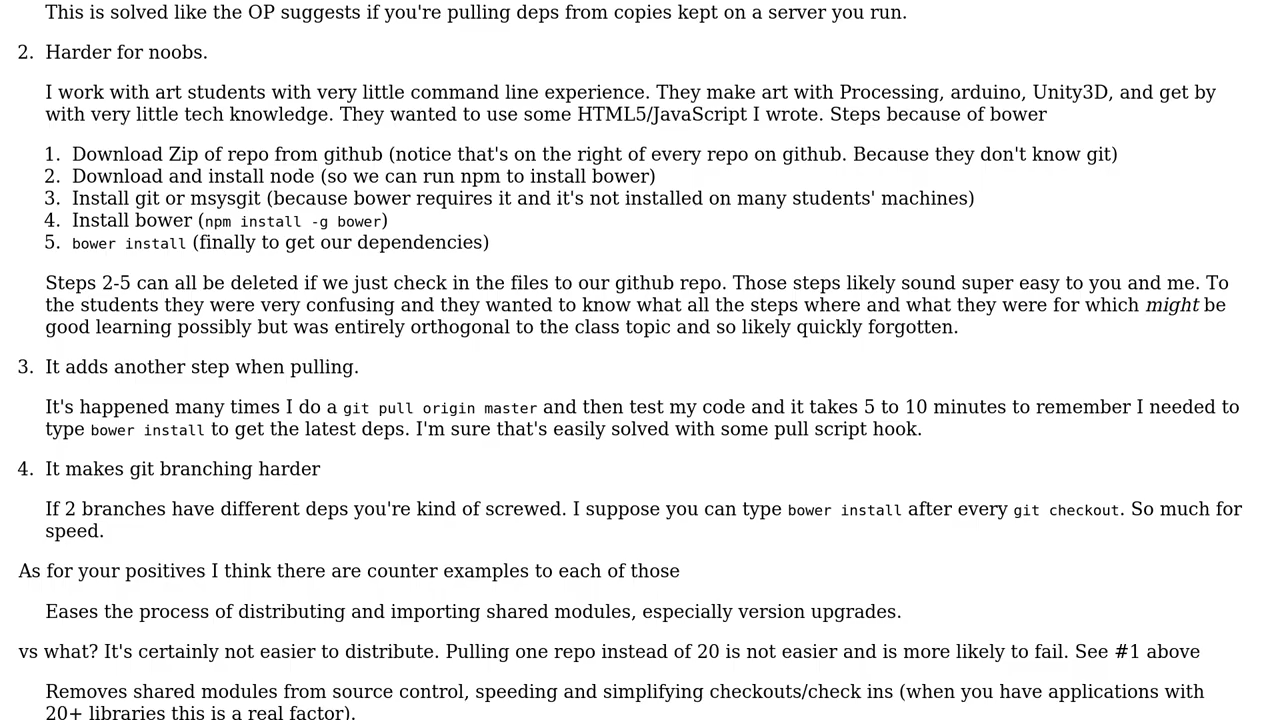 This is solved like the OP suggests if you're pulling deps from copies kept on a server you run.
2. Harder for noobs.
I work with art students with very little command line experience. They make art with Processing, arduino, Unity3D, and get by
with very little tech knowledge. They wanted to use some HTML5/JavaScript I wrote. Steps because of bower
1. Download Zip of repo from github (notice that's on the right of every repo on github. Because they don't know git)
2. Download and install node (so we can run npm to install bower)
3. Install git or msysgit (because bower requires it and it's not installed on many students' machines)
4. Install bower (npm install -g bower)
5. bower install (finally to get our dependencies)
Steps 2-5 can all be deleted if we just check in the files to our github repo. Those steps likely sound super easy to you and me. To
the students they were very confusing and they wanted to know what all the steps where and what they were for which might be
good learning possibly but was entirely orthogonal to the class topic and so likely quickly forgotten.
3. It adds another step when pulling.
It's happened many times I do a git pull origin master and then test my code and it takes 5 to 10 minutes to remember I needed to
type bower install to get the latest deps. I'm sure that's easily solved with some pull script hook.
4. It makes git branching harder
If 2 branches have different deps you're kind of screwed. I suppose you can type bower install after every git checkout. So much for
speed.
As for your positives I think there are counter examples to each of those
Eases the process of distributing and importing shared modules, especially version upgrades.
vs what? It's certainly not easier to distribute. Pulling one repo instead of 20 is not easier and is more likely to fail. See #1 above
Removes shared modules from source control, speeding and simplifying checkouts/check ins (when you have applications with
20+ libraries this is a real factor).